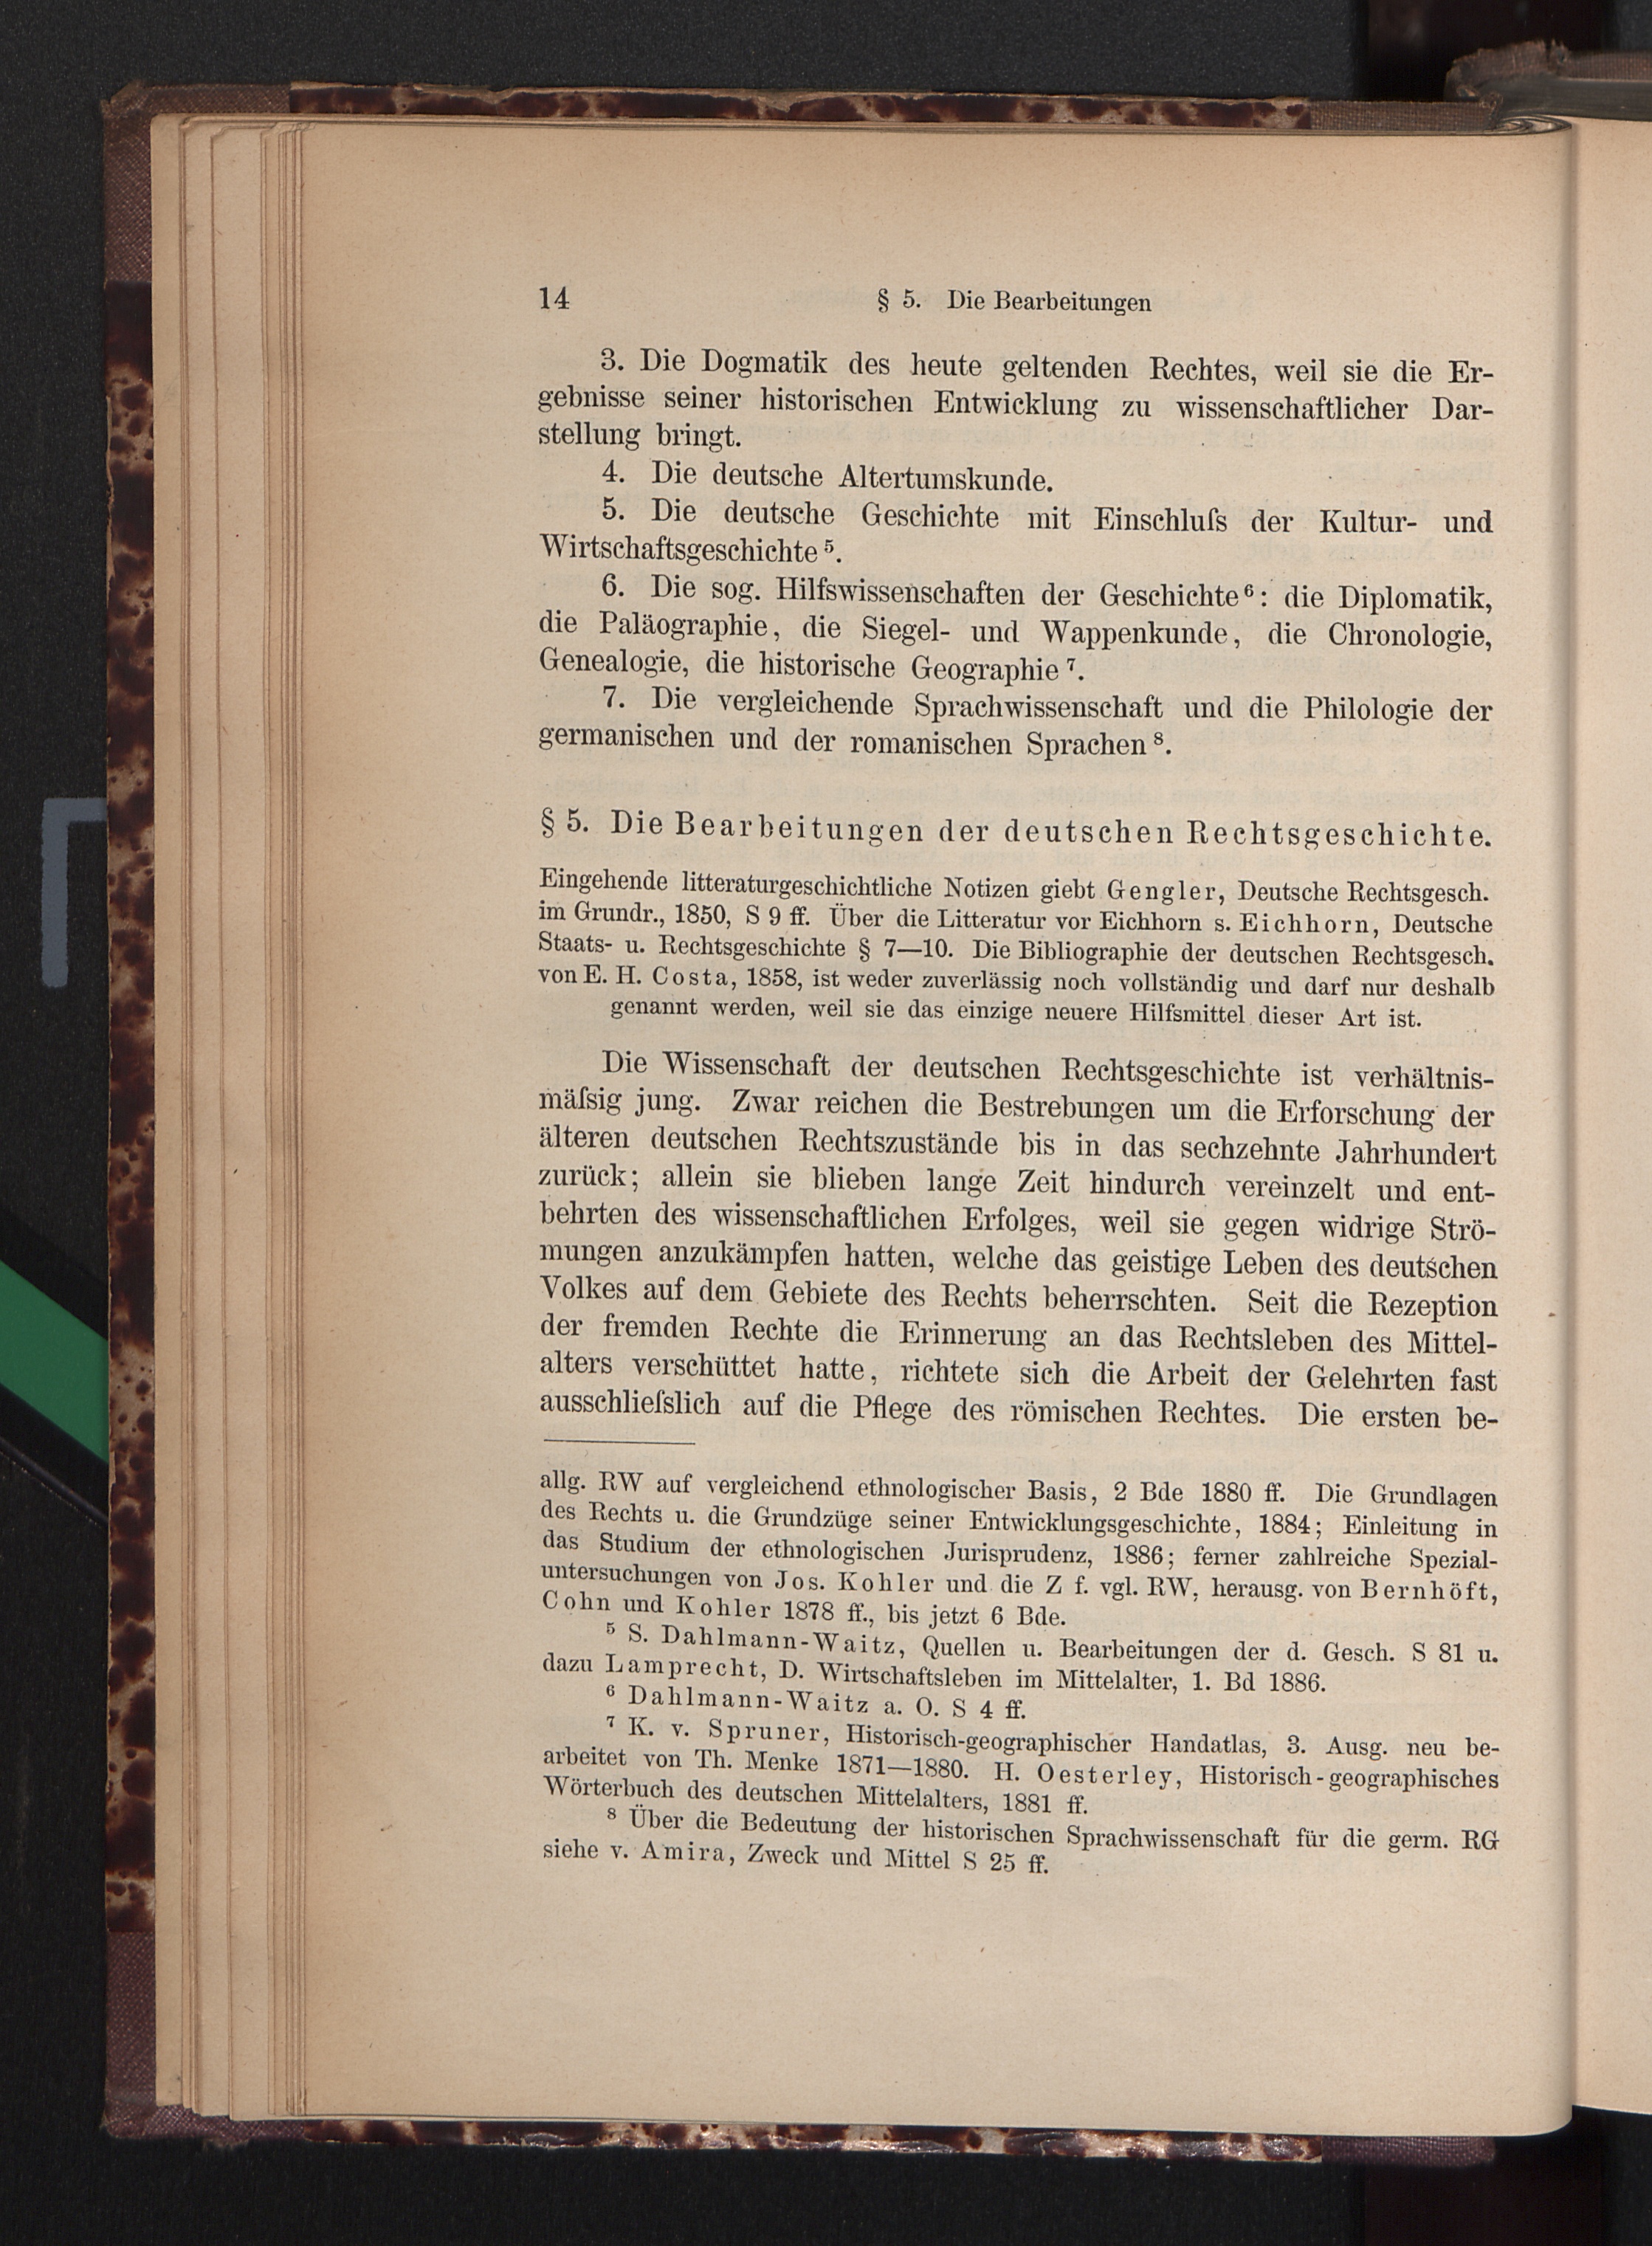 14 § 5. Die Bearbeitungen
3. Die Dogmatik des heute geltenden Rechtes, weil sie die Er-
gebnisse seiner historischen Entwicklung zu wissenschaftlicher Dar-
stellung bringt.
4. Die deutsche Altertumskunde.
5. Die deutsche Geschichte mit Einschluſs der Kultur- und
Wirtschaftsgeschichte ⁵.
6. Die sog. Hilfswissenschaften der Geschichte ⁶: die Diplomatik,
die Paläographie, die Siegel- und Wappenkunde, die Chronologie,
Genealogie, die historische Geographie ⁷.
7. Die vergleichende Sprachwissenschaft und die Philologie der
germanischen und der romanischen Sprachen ⁸.
§ 5. Die Bearbeitungen der deutschen Rechtsgeschichte.
Eingehende litteraturgeschichtliche Notizen giebt Gengler, Deutsche Rechtsgesch.
im Grundr., 1850, S 9 ff. Über die Litteratur vor Eichhorn s. Eichhorn, Deutsche
Staats- u. Rechtsgeschichte § 7—10. Die Bibliographie der deutschen Rechtsgesch.
von E. H. Costa, 1858, ist weder zuverlässig noch vollständig und darf nur deshalb
genannt werden, weil sie das einzige neuere Hilfsmittel dieser Art ist.
Die Wissenschaft der deutschen Rechtsgeschichte ist verhältnis-
mäſsig jung. Zwar reichen die Bestrebungen um die Erforschung der
älteren deutschen Rechtszustände bis in das sechzehnte Jahrhundert
zurück; allein sie blieben lange Zeit hindurch vereinzelt und ent-
behrten des wissenschaftlichen Erfolges, weil sie gegen widrige Strö-
mungen anzukämpfen hatten, welche das geistige Leben des deutschen
Volkes auf dem Gebiete des Rechts beherrschten. Seit die Rezeption
der fremden Rechte die Erinnerung an das Rechtsleben des Mittel-
alters verschüttet hatte, richtete sich die Arbeit der Gelehrten fast
ausschlieſslich auf die Pflege des römischen Rechtes. Die ersten be-
allg. RW auf vergleichend ethnologischer Basis, 2 Bde 1880 ff. Die Grundlagen
des Rechts u. die Grundzüge seiner Entwicklungsgeschichte, 1884; Einleitung in
das Studium der ethnologischen Jurisprudenz, 1886; ferner zahlreiche Spezial-
untersuchungen von Jos. Kohler und die Z f. vgl. RW, herausg. von Bernhöft,
Cohn und Kohler 1878 ff., bis jetzt 6 Bde.
⁵ S. Dahlmann-Waitz, Quellen u. Bearbeitungen der d. Gesch. S 81 u.
dazu Lamprecht, D. Wirtschaftsleben im Mittelalter, 1. Bd 1886.
⁶ Dahlmann-Waitz a. O. S 4 ff.
⁷ K. v. Spruner, Historisch-geographischer Handatlas, 3. Ausg. neu be-
arbeitet von Th. Menke 1871—1880. H. Oesterley, Historisch-geographisches
Wörterbuch des deutschen Mittelalters, 1881 ff.
⁸ Über die Bedeutung der historischen Sprachwissenschaft für die germ. RG
siehe v. Amira, Zweck und Mittel S 25 ff.